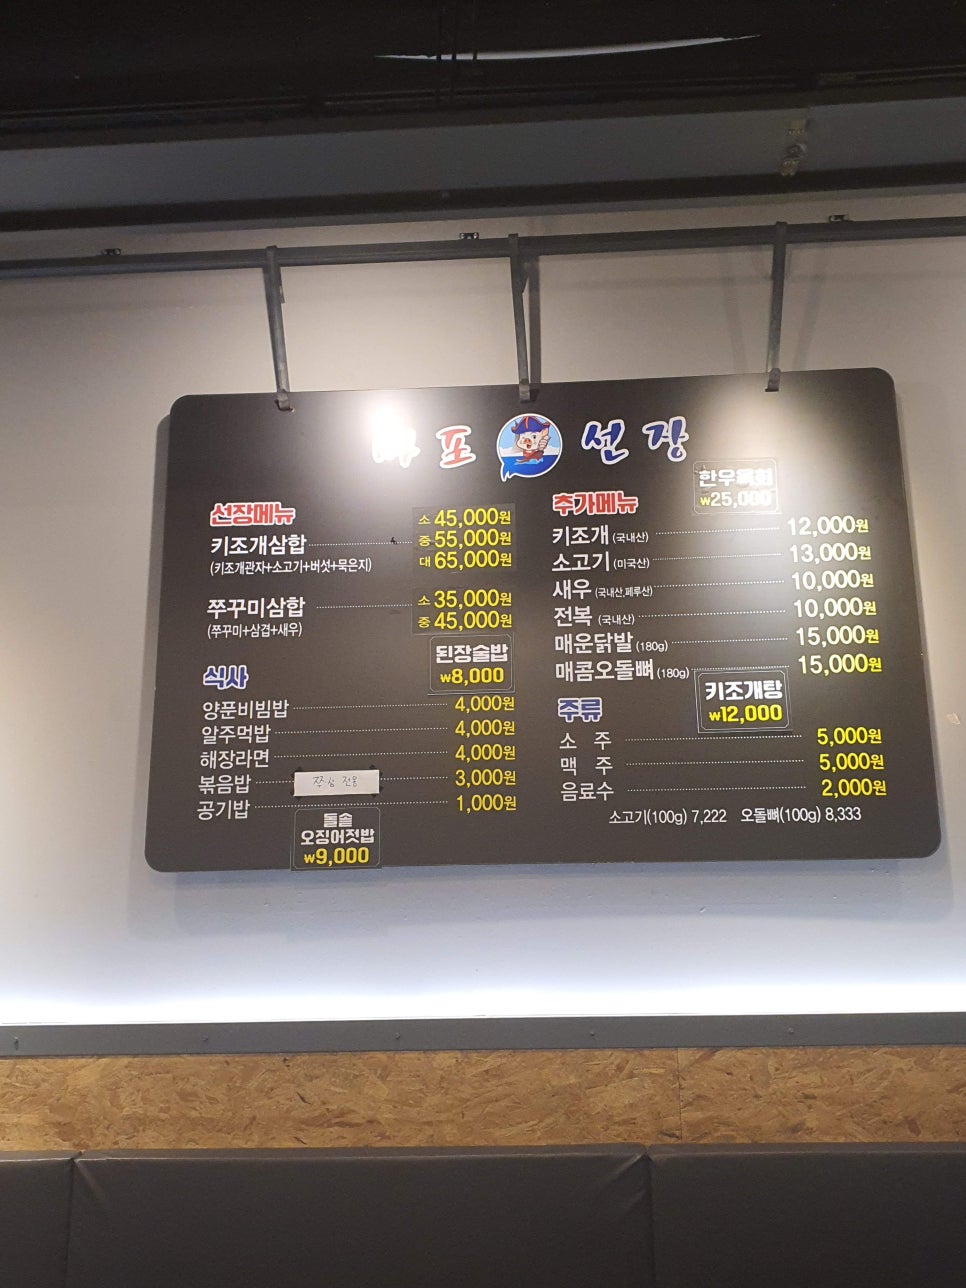 마 포 선 장
선장메뉴
키조개삼합 소 45,000원
중 55,000원
대 65,000원
(키조개관자+소고기+버섯+묵은지)
쭈꾸미삼합 소 35,000원
중 45,000원
(쭈꾸미+삼겹+새우)
된장술밥
₩8,000
식사
양푼비빔밥 4,000원
알주먹밥 4,000원
해장라면 4,000원
볶음밥 쭈삼 전용 3,000원
공기밥 1,000원
돌솥
오징어젓밥
₩9,000
한우육회
₩25,000
추가메뉴
키조개 (국내산) 12,000원
소고기 (미국산) 13,000원
새우 (국내산,페루산) 10,000원
전복 (국내산) 10,000원
매운닭발 (180g) 15,000원
매콤오돌뼈 (180g) 15,000원
키조개탕
₩12,000
주류
소 주 5,000원
맥 주 5,000원
음료수 2,000원
소고기(100g) 7,222 오돌뼈(100g) 8,333